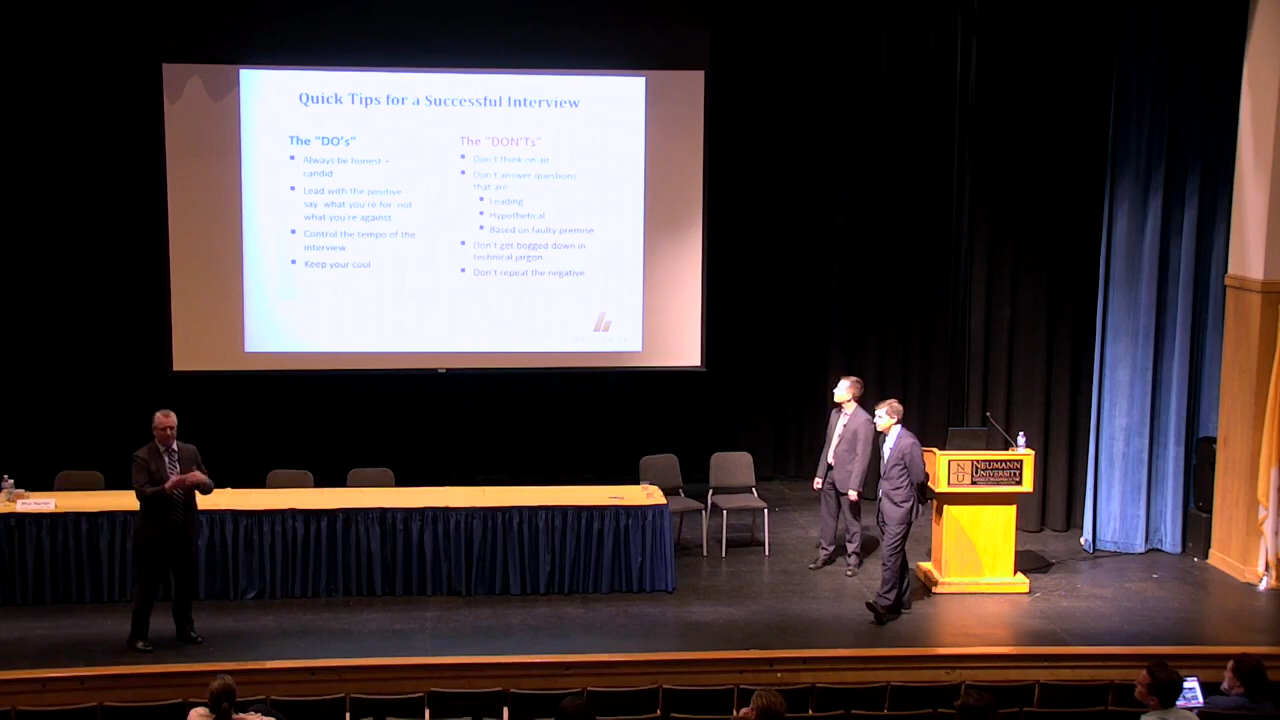 Quick Tips for a Successful Interview
The "DO's"
Always be honest -
candid
Lead with the positive
say what you're for not
what you're against
Control the tempo of the
interview
Keep your cool
The "DON'Ts"
Don't think on air
Don't answer questions
that are
Leading
Hypothetical
Based on faulty premise
Don't get bogged down in
technical jargon
Don't repeat the negative
N
U
NEUMANN
UNIVERSITY